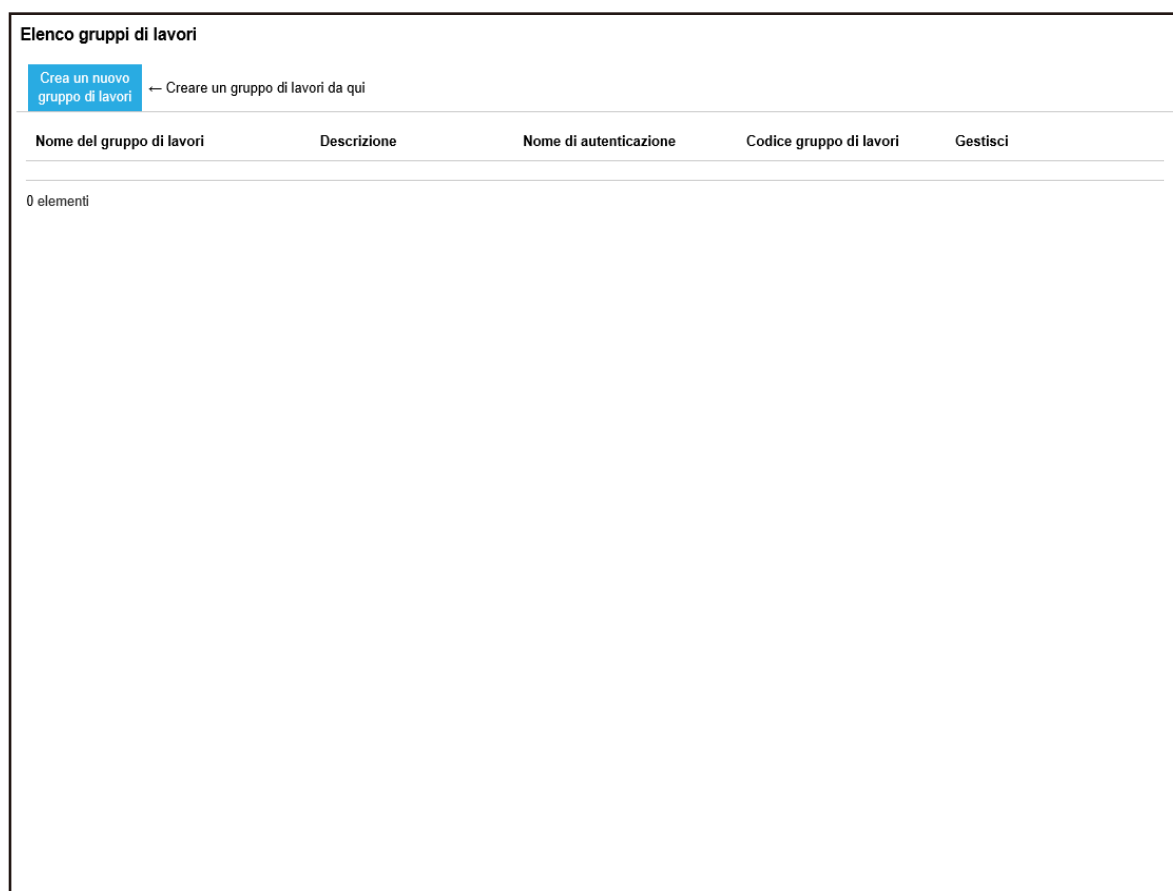 Elenco gruppi di lavori
Crea un nuovo
gruppo di lavori
← Creare un gruppo di lavori da qui
Nome del gruppo di lavori Descrizione Nome di autenticazione Codice gruppo di lavori Gestisci
0 elementi